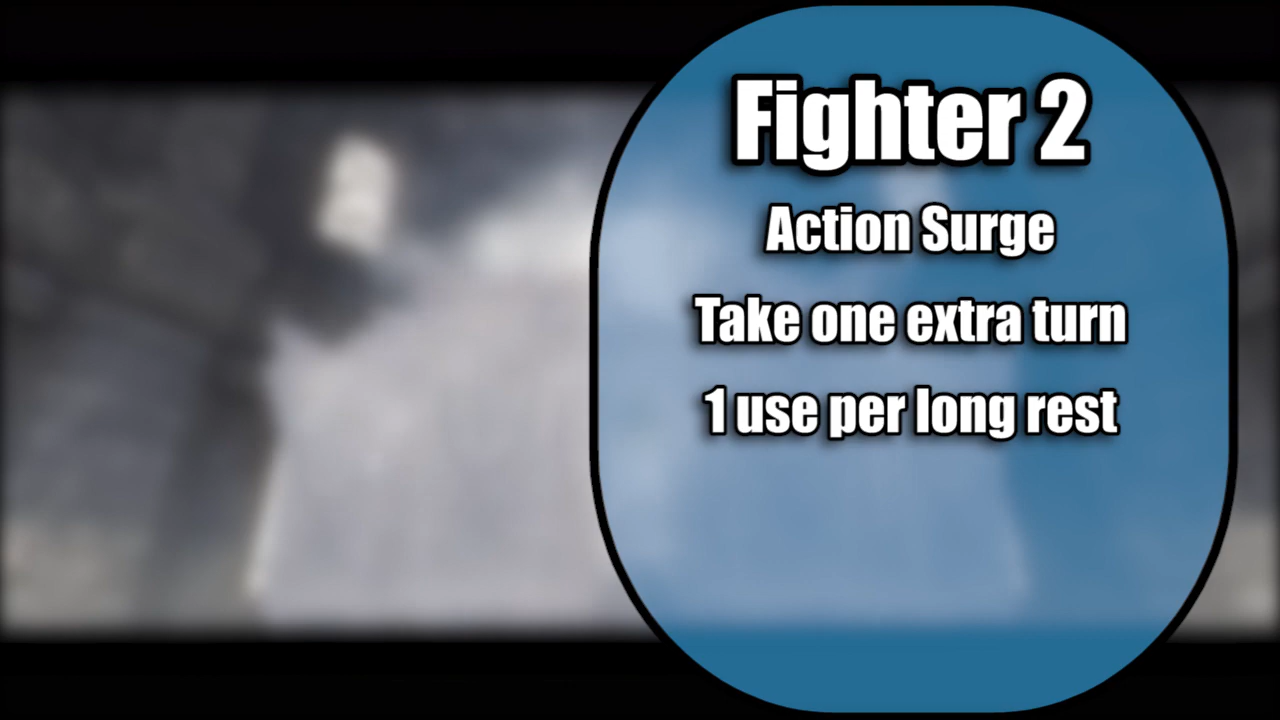 Fighter 2
Action Surge
Take one extra turn
1 use per long rest